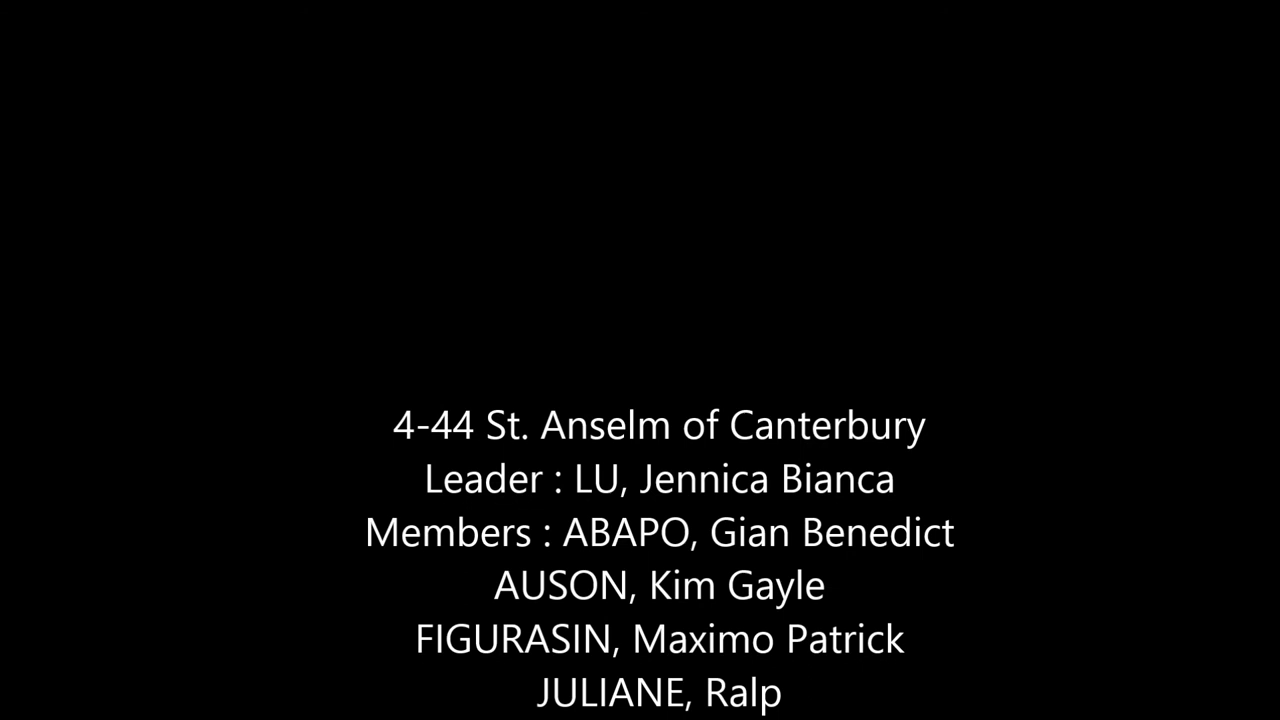 4-44 St. Anselm of Canterbury
Leader : LU, Jennica Bianca
Members : ABAPO, Gian Benedict
AUSON, Kim Gayle
FIGURASIN, Maximo Patrick
JULIANE, Ralp